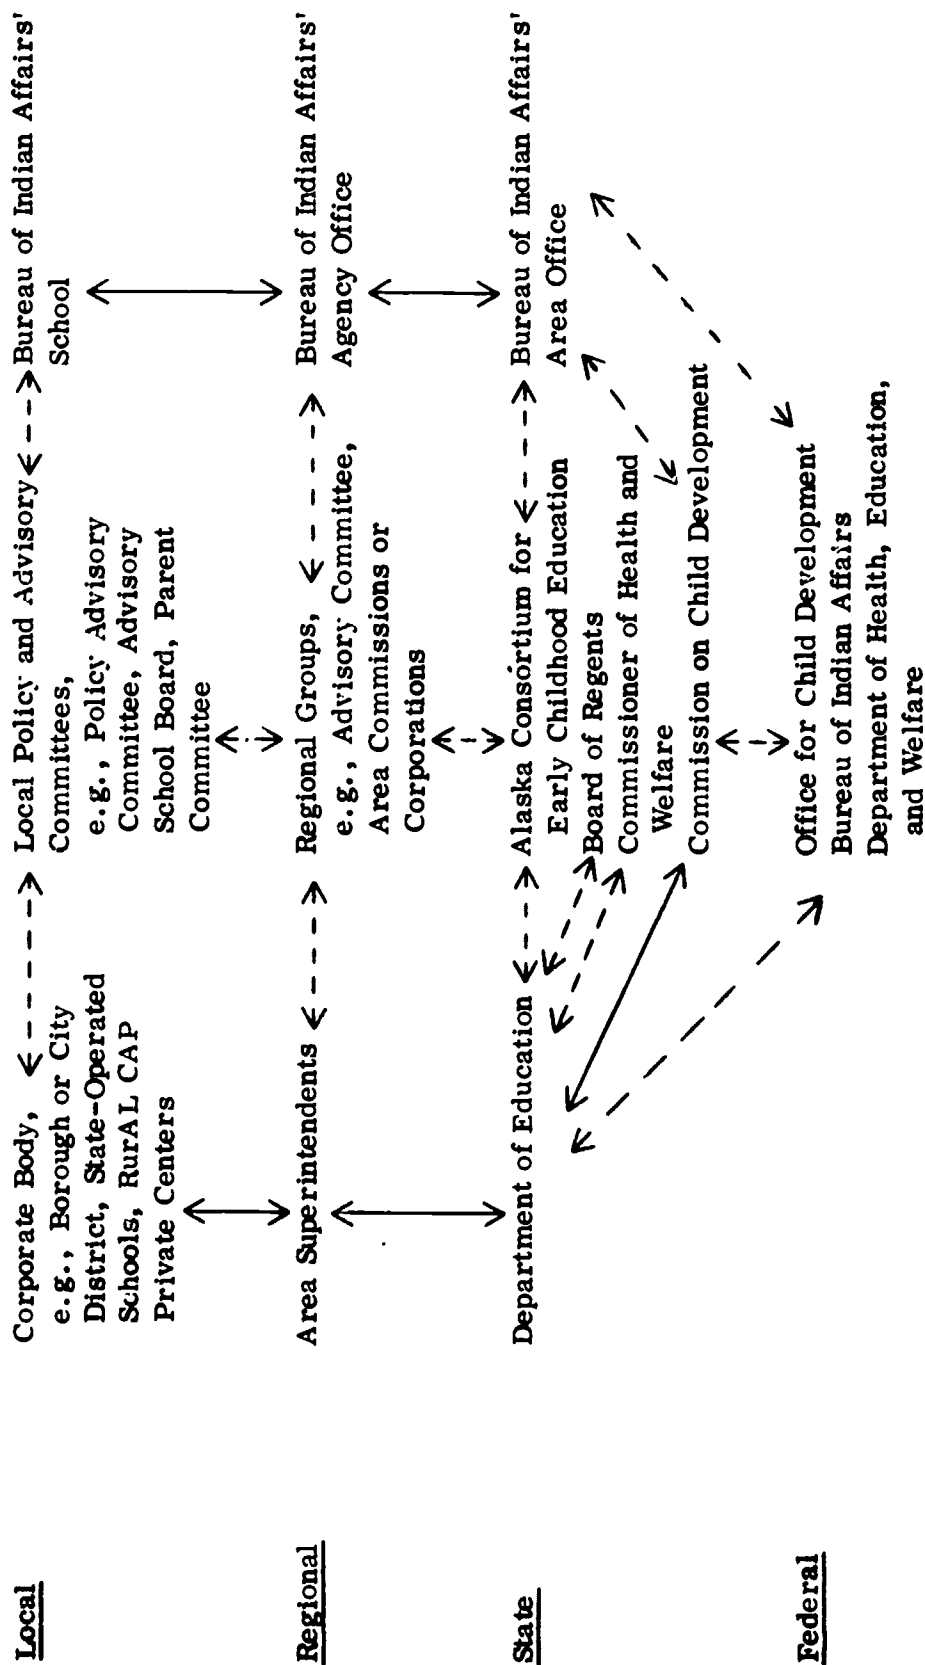 Local
Corporate Body,
e.g., Borough or City
District, State-Operated
Schools, RurAL CAP
Private Centers
Local Policy and Advisory
Committees,
e.g., Policy Advisory
Committee, Advisory
School Board, Parent
Committee
Bureau of Indian Affairs'
School
Regional
Area Superintendents
Regional Groups,
e.g., Advisory Committee,
Area Commissions or
Corporations
Bureau of Indian Affairs'
Agency Office
State
Department of Education
Alaska Consortium for
Early Childhood Education
Board of Regents
Commissioner of Health and
Welfare
Commission on Child Development
Bureau of Indian Affairs'
Area Office
Federal
Office for Child Development
Bureau of Indian Affairs
Department of Health, Education,
and Welfare